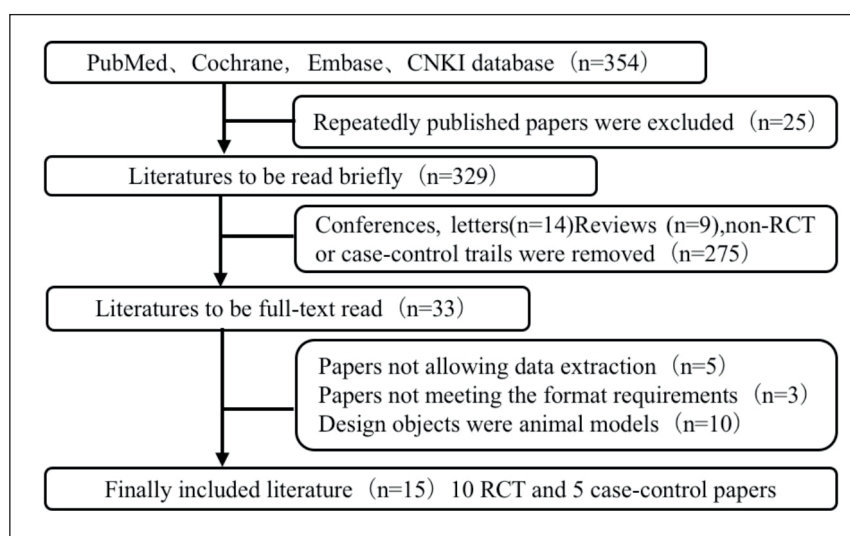 PubMed、Cochrane，Embase、CNKI database（n=354）
Repeatedly published papers were excluded（n=25）
Literatures to be read briefly（n=329）
Conferences, letters(n=14)Reviews (n=9),non-RCT
or case-control trails were removed（n=275）
Literatures to be full-text read（n=33）
Papers not allowing data extraction（n=5）
Papers not meeting the format requirements（n=3）
Design objects were animal models（n=10）
Finally included literature（n=15）10 RCT and 5 case-control papers